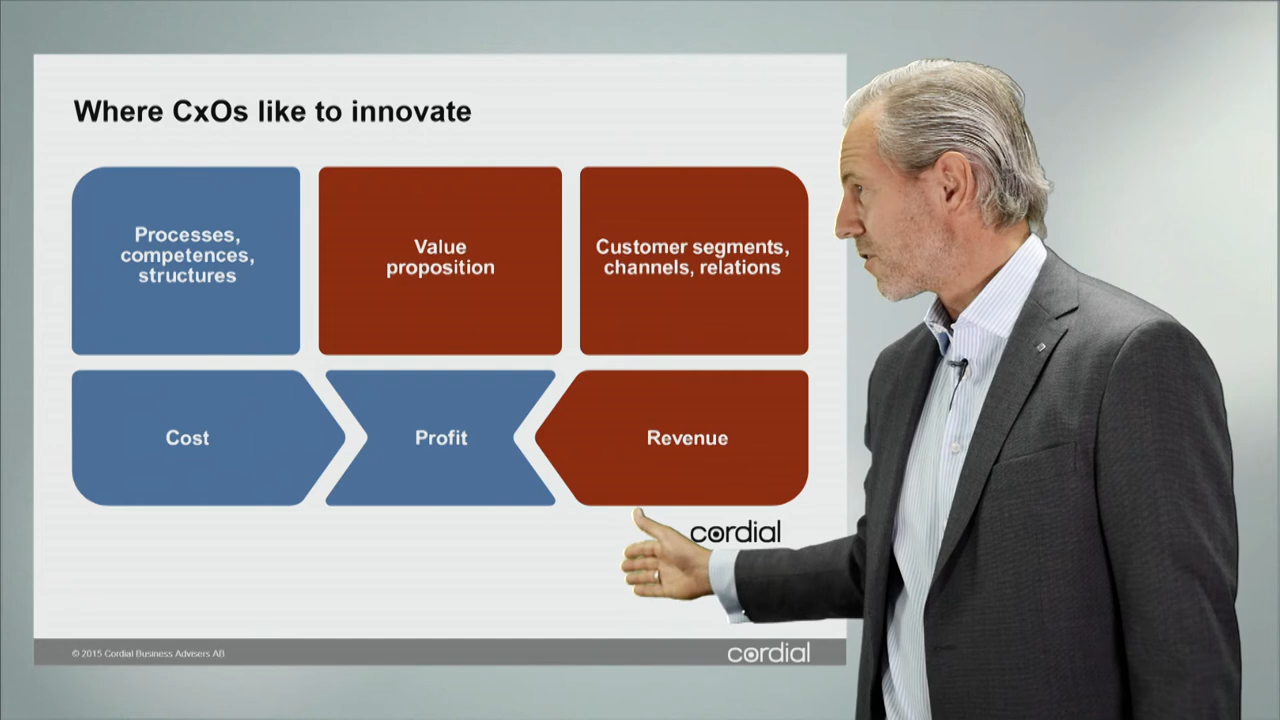 Where CxOs like to innovate
Processes,
competences,
structures
Value
proposition
Customer segments,
channels, relations
Cost
Profit
Revenue
cordial
© 2015 Cordial Business Advisers AB
cordial